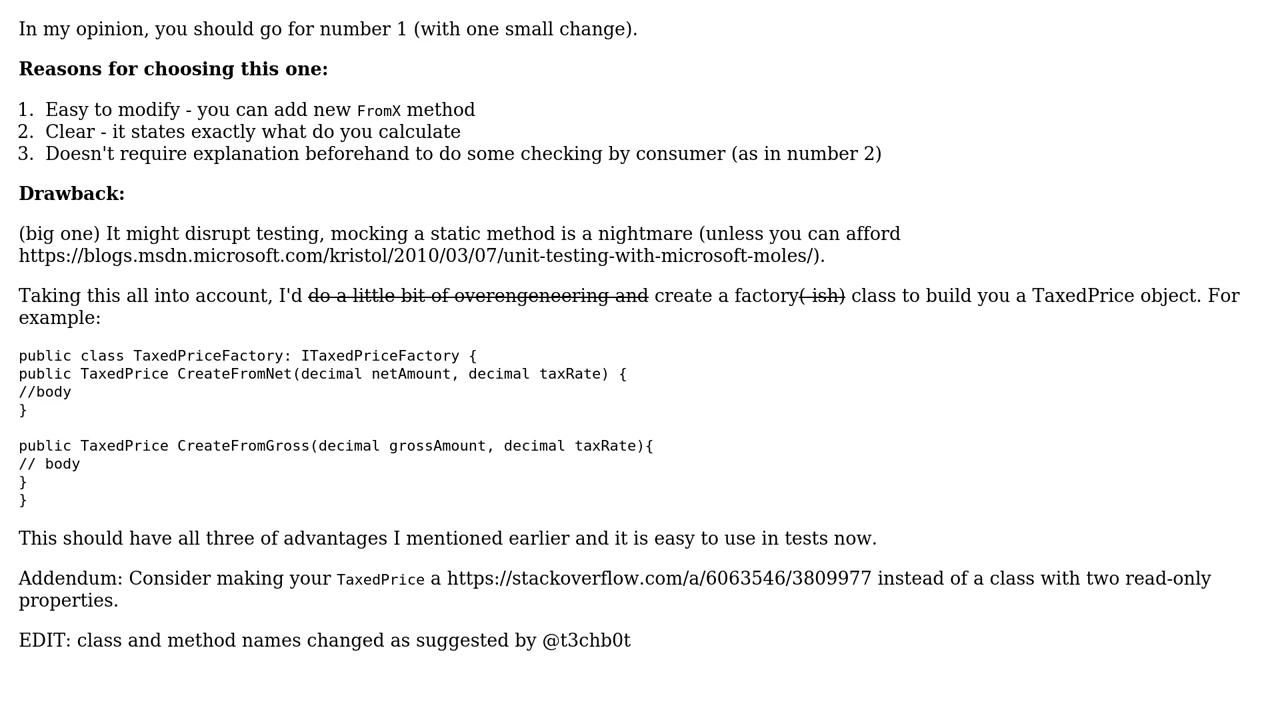 In my opinion, you should go for number 1 (with one small change).
Reasons for choosing this one:
1. Easy to modify - you can add new FromX method
2. Clear - it states exactly what do you calculate
3. Doesn't require explanation beforehand to do some checking by consumer (as in number 2)
Drawback:
(big one) It might disrupt testing, mocking a static method is a nightmare (unless you can afford
https://blogs.msdn.microsoft.com/kristol/2010/03/07/unit-testing-with-microsoft-moles/).
Taking this all into account, I'd do a little bit of overengeneering and create a factory( ish) class to build you a TaxedPrice object. For
example:
public class TaxedPriceFactory: ITaxedPriceFactory {
public TaxedPrice CreateFromNet(decimal netAmount, decimal taxRate) {
//body
}
public TaxedPrice CreateFromGross(decimal grossAmount, decimal taxRate){
// body
}
}
This should have all three of advantages I mentioned earlier and it is easy to use in tests now.
Addendum: Consider making your TaxedPrice a https://stackoverflow.com/a/6063546/3809977 instead of a class with two read-only
properties.
EDIT: class and method names changed as suggested by @t3chb0t